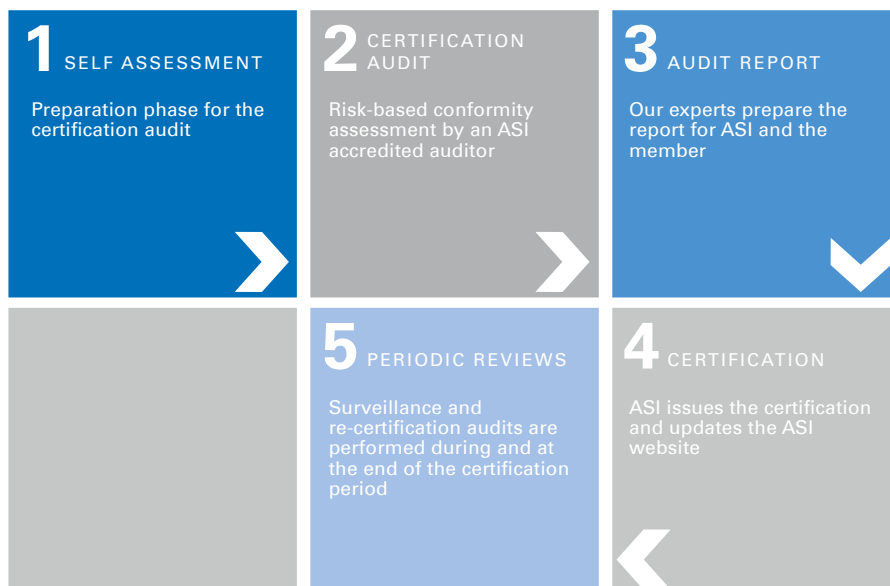 1 SELF ASSESSMENT
Preparation phase for the
certification audit
2 CERTIFICATION
AUDIT
Risk-based conformity
assessment by an ASI
accredited auditor
3 AUDIT REPORT
Our experts prepare the
report for ASI and the
member
4 CERTIFICATION
ASI issues the certification
and updates the ASI
website
5 PERIODIC REVIEWS
Surveillance and
re-certification audits are
performed during and at
the end of the certification
period